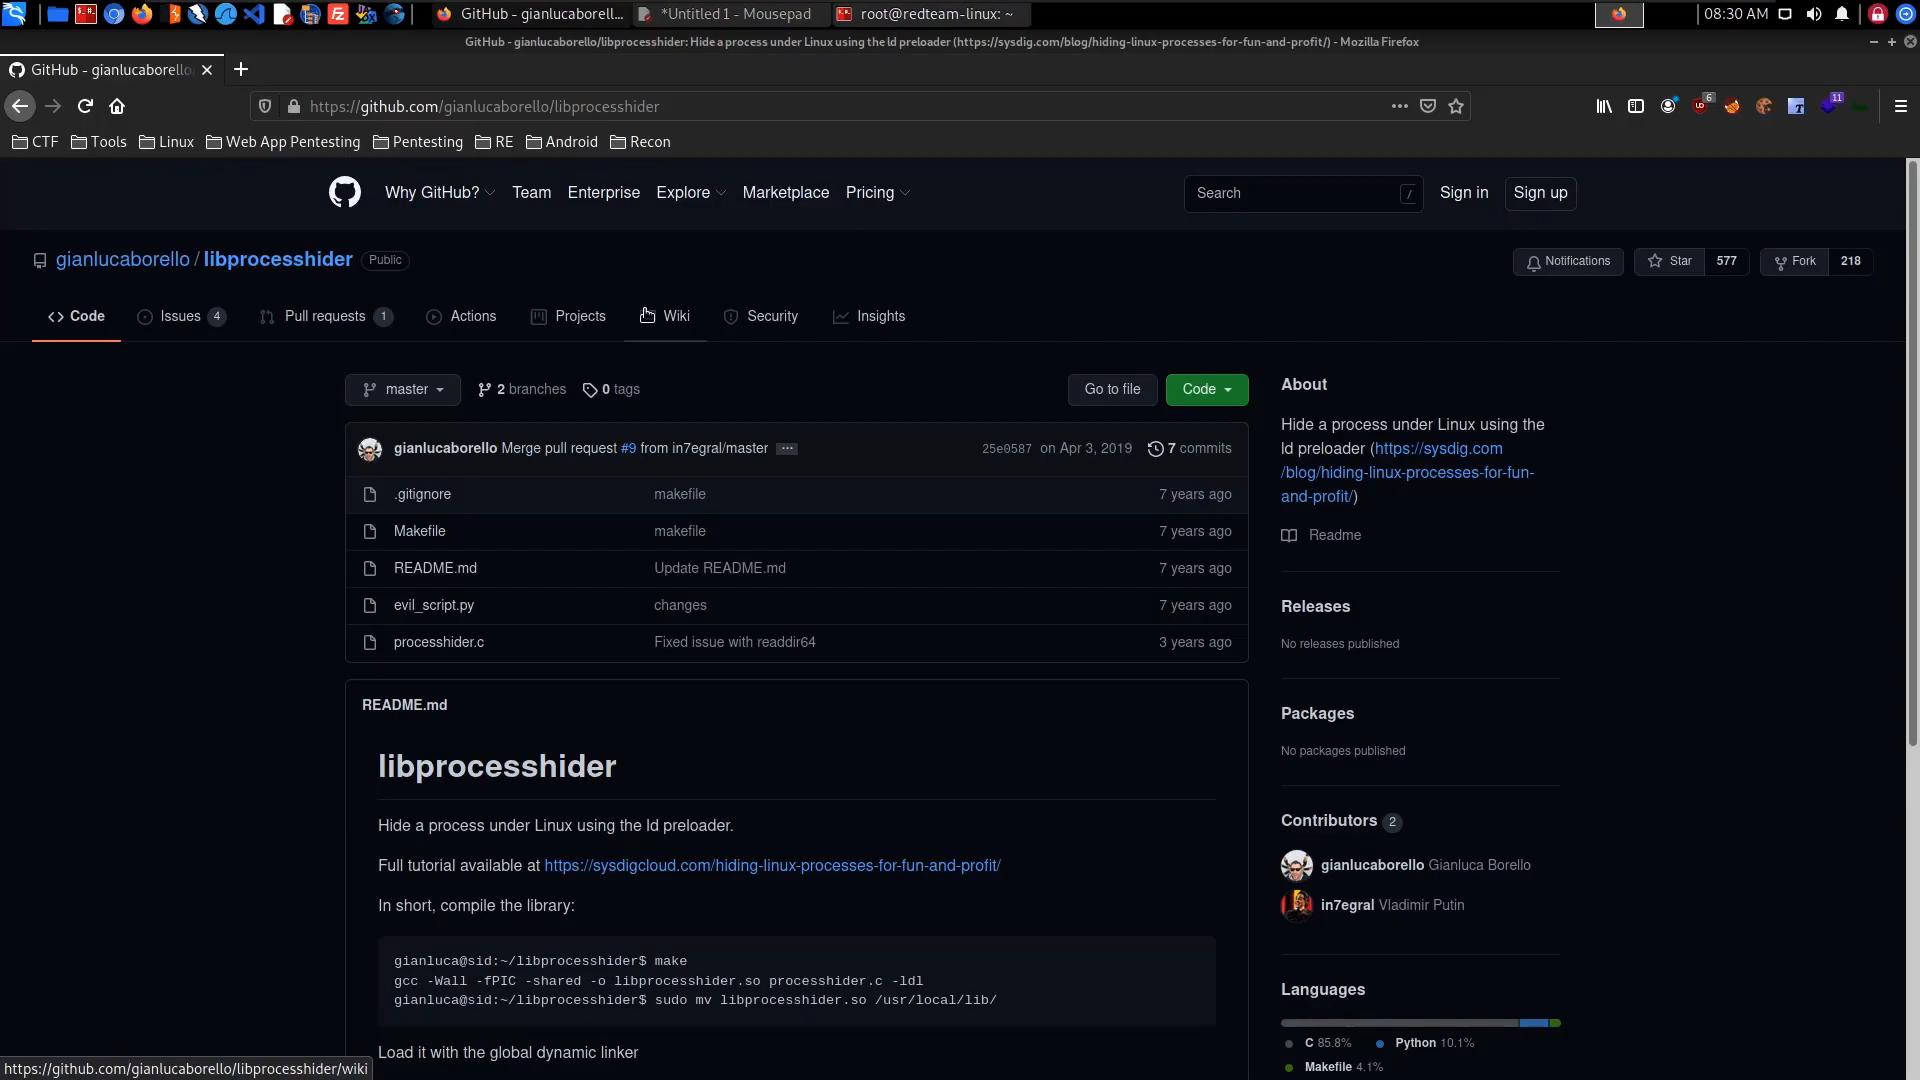 GitHub - gianlucaborell...
*Untitled 1 - Mousepad
root@redteam-linux: ~
08:30 AM
GitHub - gianlucaborello/libprocesshider: Hide a process under Linux using the ld preloader (https://sysdig.com/blog/hiding-linux-processes-for-fun-and-profit/) - Mozilla Firefox
GitHub - gianlucaborello
https://github.com/gianlucaborello/libprocesshider
6
11
CTF
Tools
Linux
Web App Pentesting
Pentesting
RE
Android
Recon
Why GitHub?
Team
Enterprise
Explore
Marketplace
Pricing
Search
/
Sign in
Sign up
gianlucaborello / libprocesshider
Public
Notifications
Star
577
Fork
218
Code
Issues 4
Pull requests 1
Actions
Projects
Wiki
Security
Insights
master
2 branches
0 tags
Go to file
Code
gianlucaborello Merge pull request #9 from in7egral/master
25e0587 on Apr 3, 2019
7 commits
.gitignore
makefile
7 years ago
Makefile
makefile
7 years ago
README.md
Update README.md
7 years ago
evil_script.py
changes
7 years ago
processhider.c
Fixed issue with readdir64
3 years ago
README.md
libprocesshider
Hide a process under Linux using the ld preloader.
Full tutorial available at https://sysdigcloud.com/hiding-linux-processes-for-fun-and-profit/
In short, compile the library:
gianluca@sid:~/libprocesshider$ make
gcc -Wall -fPIC -shared -o libprocesshider.so processhider.c -ldl
gianluca@sid:~/libprocesshider$ sudo mv libprocesshider.so /usr/local/lib/
Load it with the global dynamic linker
About
Hide a process under Linux using the
ld preloader (https://sysdig.com
/blog/hiding-linux-processes-for-fun-
and-profit/)
Readme
Releases
No releases published
Packages
No packages published
Contributors 2
gianlucaborello Gianluca Borello
in7egral Vladimir Putin
Languages
C 85.8%
Python 10.1%
Makefile 4.1%
https://github.com/gianlucaborello/libprocesshider/wiki